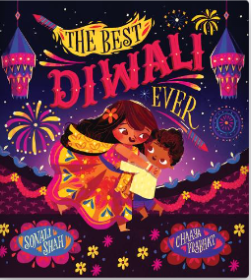 THE BEST
DIWALI
EVER
SONALI
SHAH
CHAAYA
PRABHAT